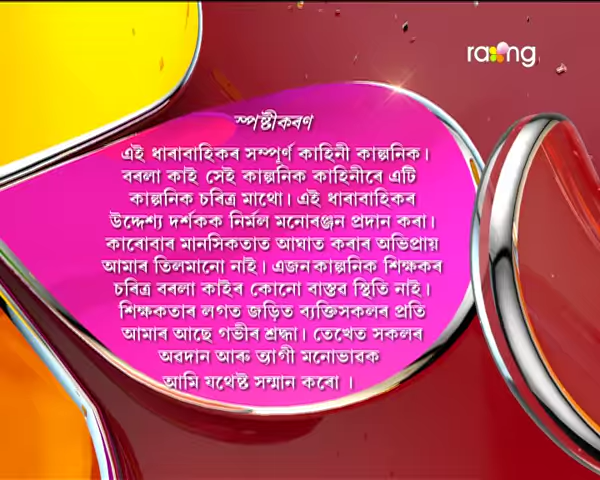 raong
স্পষ্টীকৰণ
এই ধাৰাবাহিকৰ সম্পূৰ্ণ কাহিনী কাল্পনিক।
বৰলা কাই সেই কাল্পনিক কাহিনীৰে এটি
কাল্পনিক চৰিত্ৰ মাথো। এই ধাৰাবাহিকৰ
উদ্দেশ্য দৰ্শকক নিৰ্মল মনোৰঞ্জন প্ৰদান কৰা।
কাৰোবাৰ মানসিকতাত আঘাত কৰাৰ অভিপ্ৰায়
আমাৰ তিলমানো নাই। এজন কাল্পনিক শিক্ষকৰ
চৰিত্ৰ বৰলা কাইৰ কোনো বাস্তৱ স্থিতি নাই।
শিক্ষকতাৰ লগত জড়িত ব্যক্তিসকলৰ প্ৰতি
আমাৰ আছে গভীৰ শ্ৰদ্ধা। তেখেত সকলৰ
অৱদান আৰু ত্যাগী মনোভাবক
আমি যথেষ্ট সন্মান কৰো ।